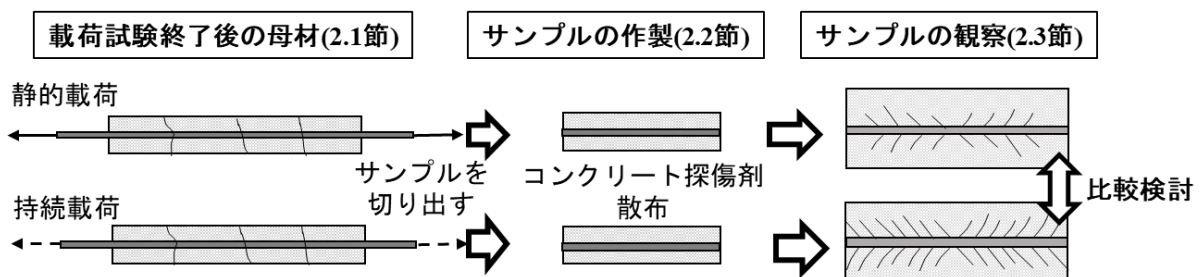 載荷試験終了後の母材(2.1節)
サンプルの作製(2.2節)
サンプルの観察(2.3節)
静的載荷
サンプルを
切り出す
コンクリート探傷剤
散布
持続載荷
比較検討